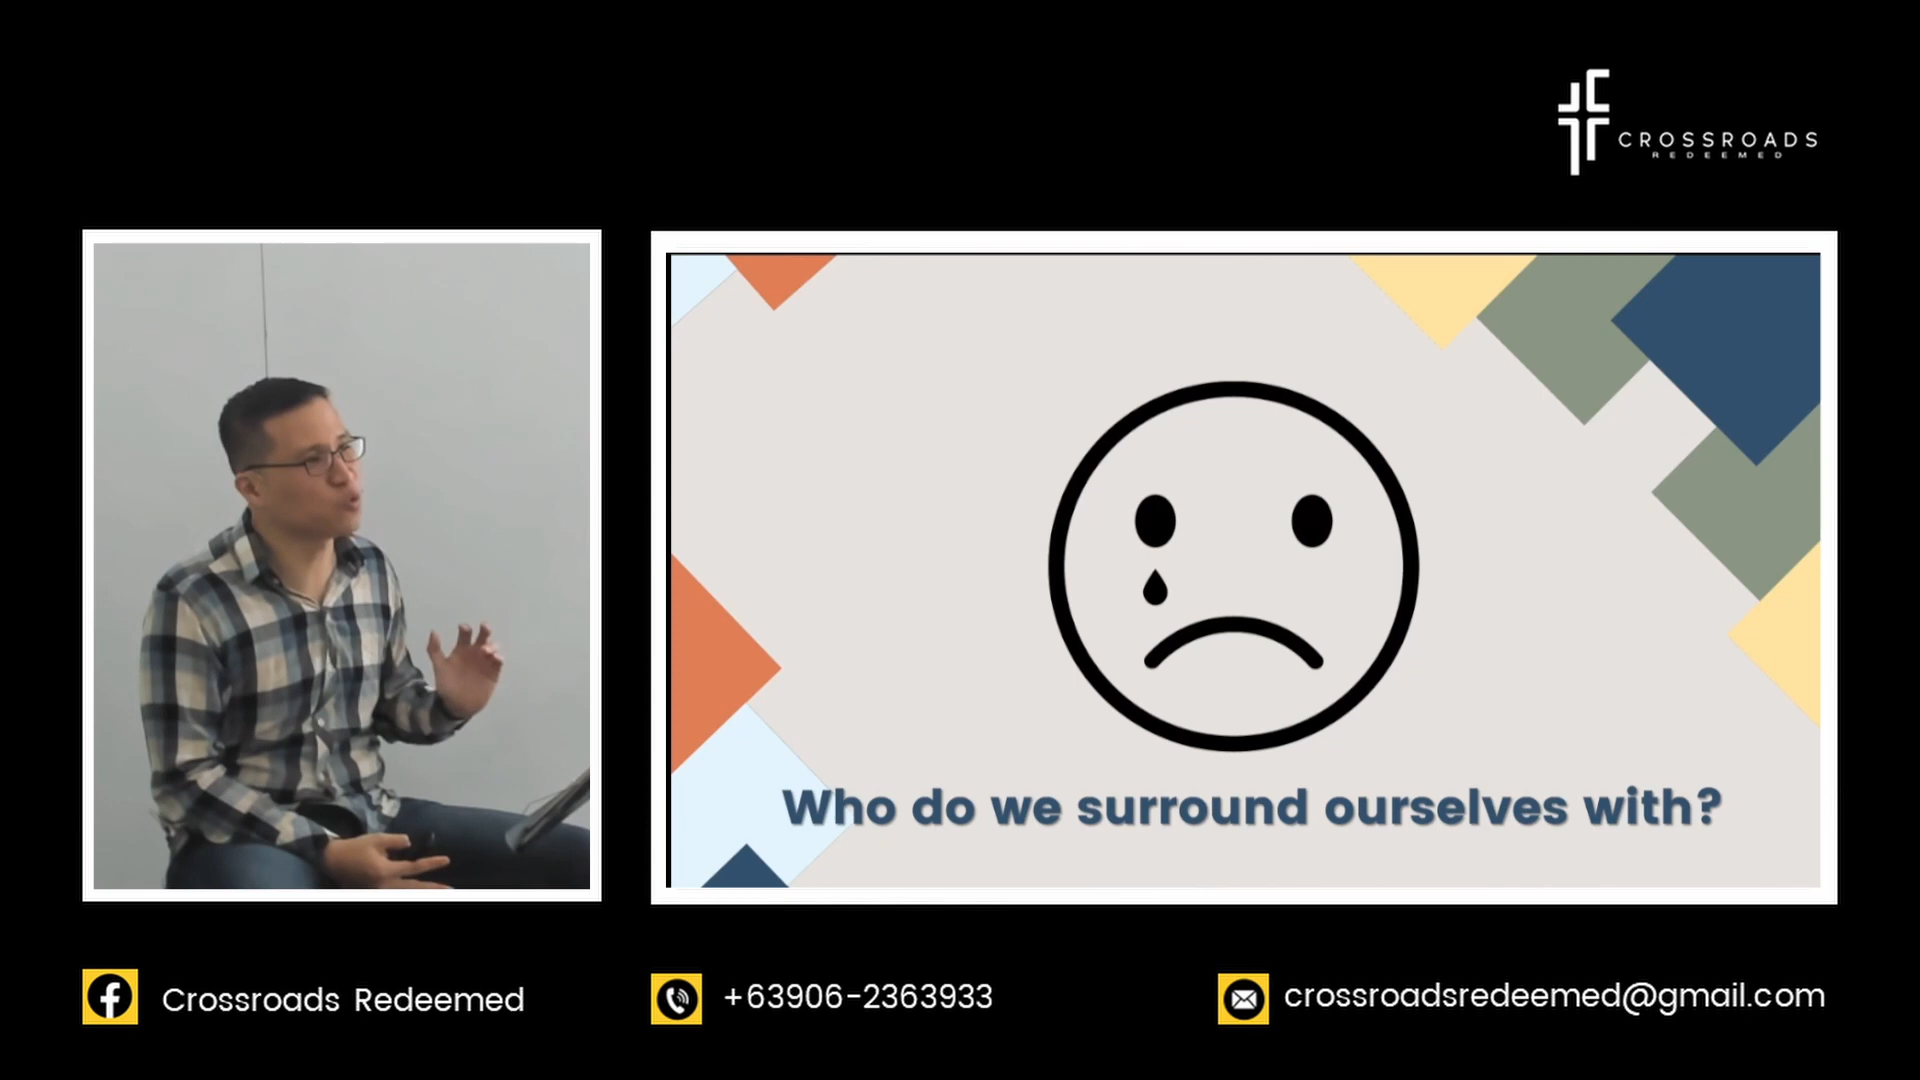 CROSSROADS
REDEEMED
Who do we surround ourselves with?
Crossroads Redeemed
+63906-2363933
crossroadsredeemed@gmail.com